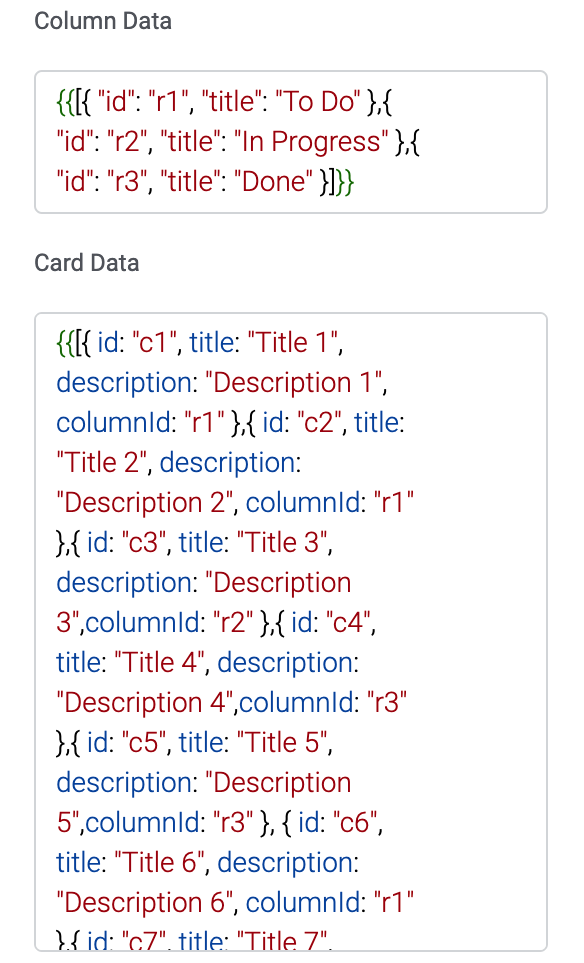 Column Data
{{[{ "id": "r1", "title": "To Do" },{
"id": "r2", "title": "In Progress" },{
"id": "r3", "title": "Done" }]}}
Card Data
{{[{ id: "c1", title: "Title 1",
description: "Description 1",
columnId: "r1" },{ id: "c2", title:
"Title 2", description:
"Description 2", columnId: "r1"
},{ id: "c3", title: "Title 3",
description: "Description
3",columnId: "r2" },{ id: "c4",
title: "Title 4", description:
"Description 4",columnId: "r3"
},{ id: "c5", title: "Title 5",
description: "Description
5",columnId: "r3" }, { id: "c6",
title: "Title 6", description:
"Description 6", columnId: "r1"
},{ id: "c7", title: "Title 7",